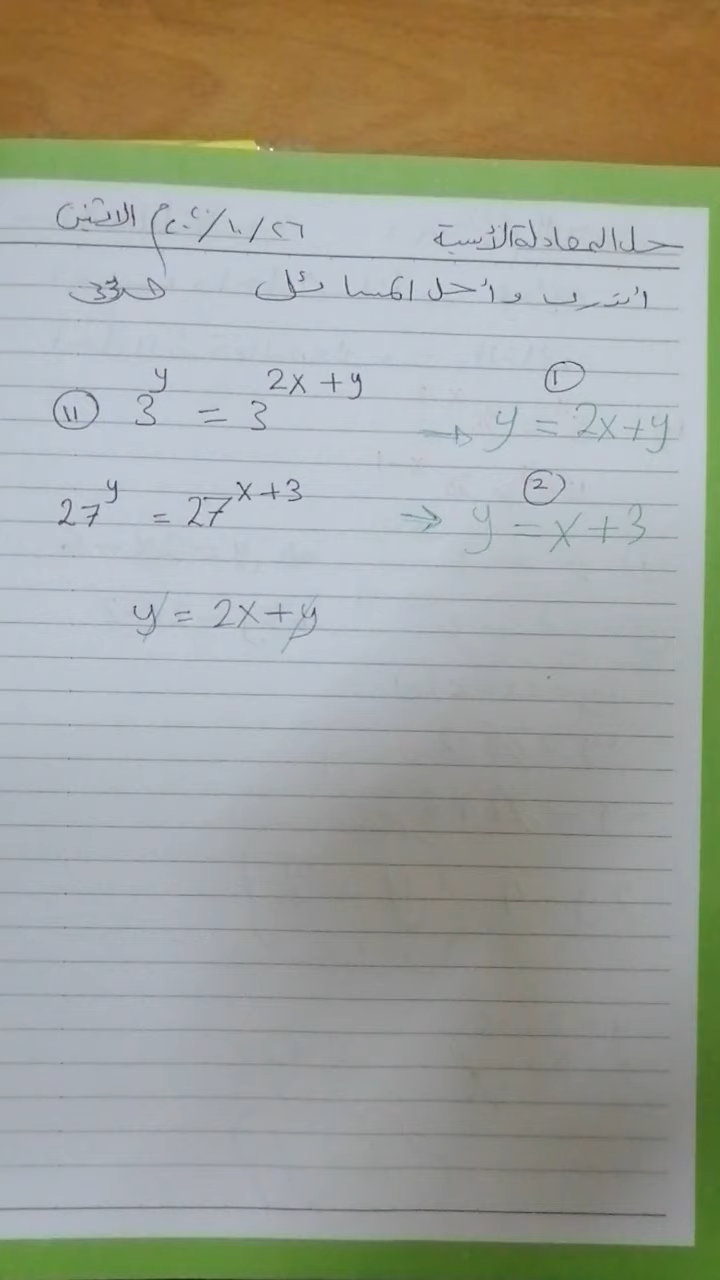 حل المعادلة الأسية ٢٦/١٠/٢٠٢٠م الاثنين
أتدرب وأحل المسائل صـ33
⑪ 3^y = 3^{2x+y} → y = 2x+y ①
27^y = 27^{x+3} ⇒ y = x+3 ②
y = 2x+y